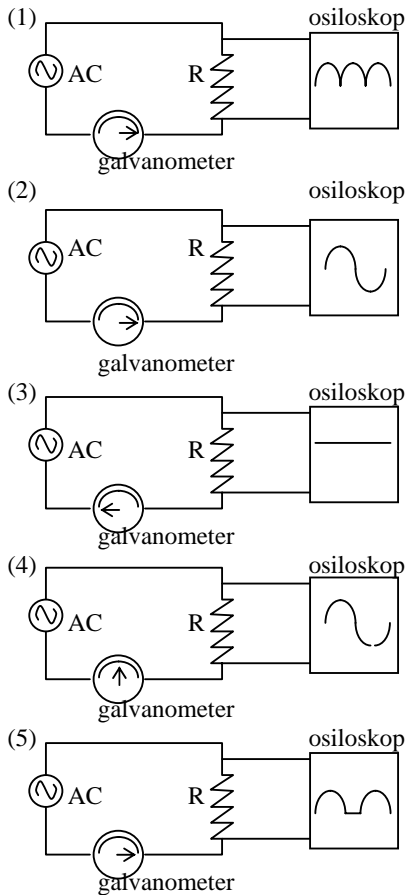 (1)
osiloskop
AC
R
galvanometer
(2)
osiloskop
AC
R
galvanometer
(3)
osiloskop
AC
R
galvanometer
(4)
osiloskop
AC
R
galvanometer
(5)
osiloskop
AC
R
galvanometer